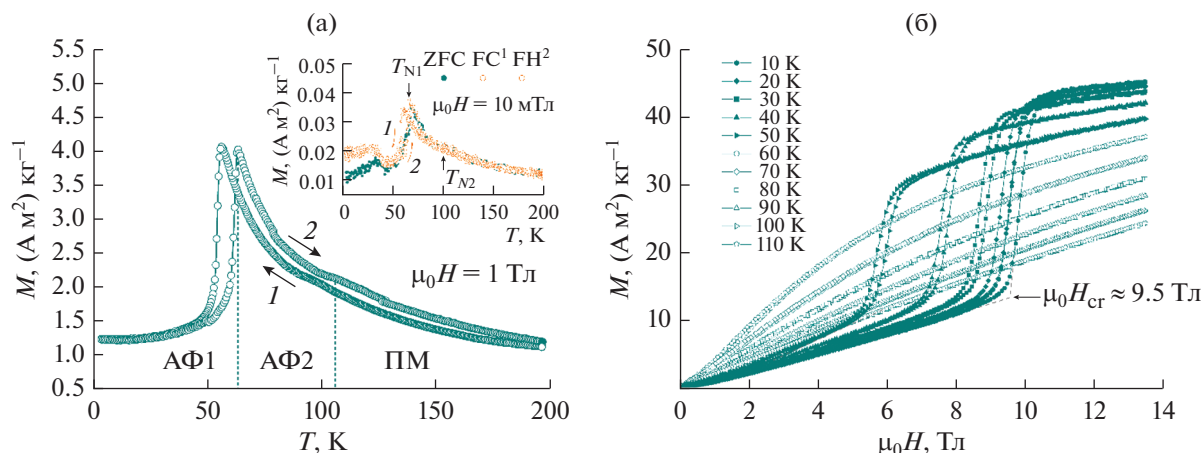 (а)
5.5
5.0
4.5
4.0
3.5
3.0
2.5
2.0
1.5
1.0
0.5
M, (А м²) кг⁻¹
0
50
100
150
200
T, K
АФ1
АФ2
ПМ
1
2
μ₀H = 1 Тл
0.05
0.04
0.03
0.02
0.01
M, (А м²) кг⁻¹
0
50
100
150
200
T, K
T_N1
ZFC FC¹ FH²
μ₀H = 10 мТл
1
2
T_N2
(б)
50
40
30
20
10
0
M, (А м²) кг⁻¹
10 K
20 K
30 K
40 K
50 K
60 K
70 K
80 K
90 K
100 K
110 K
μ₀H_cr ≈ 9.5 Тл
2
4
6
8
10
12
14
μ₀H, Тл